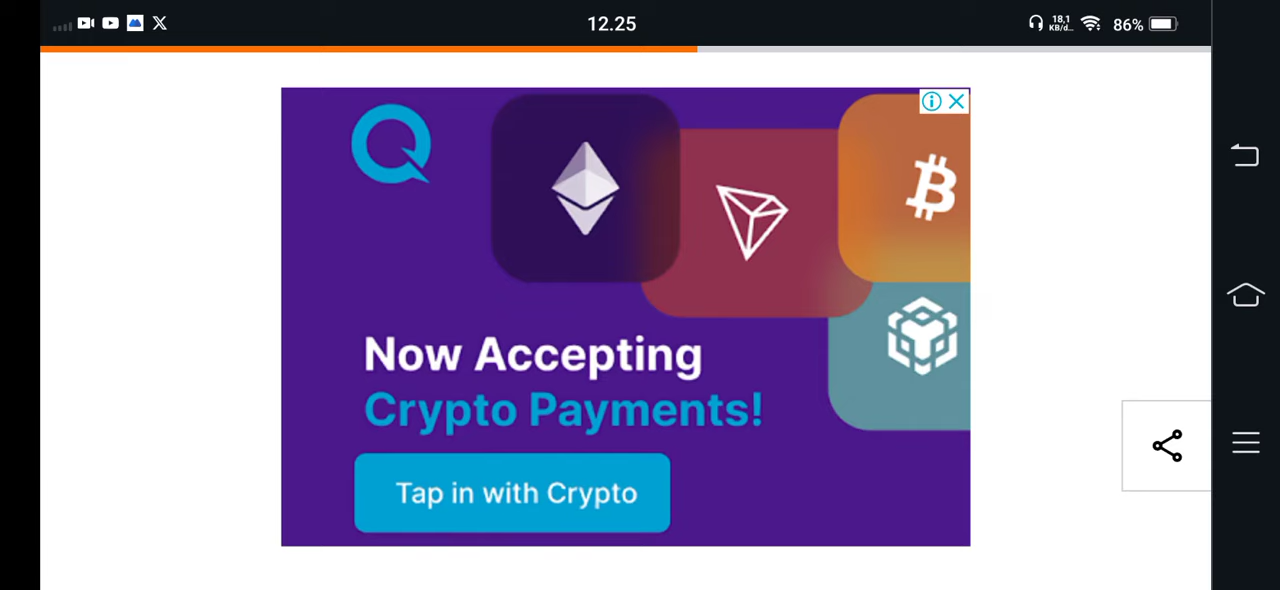 12.25
18,1
KB/d...
86%
Now Accepting
Crypto Payments!
Tap in with Crypto